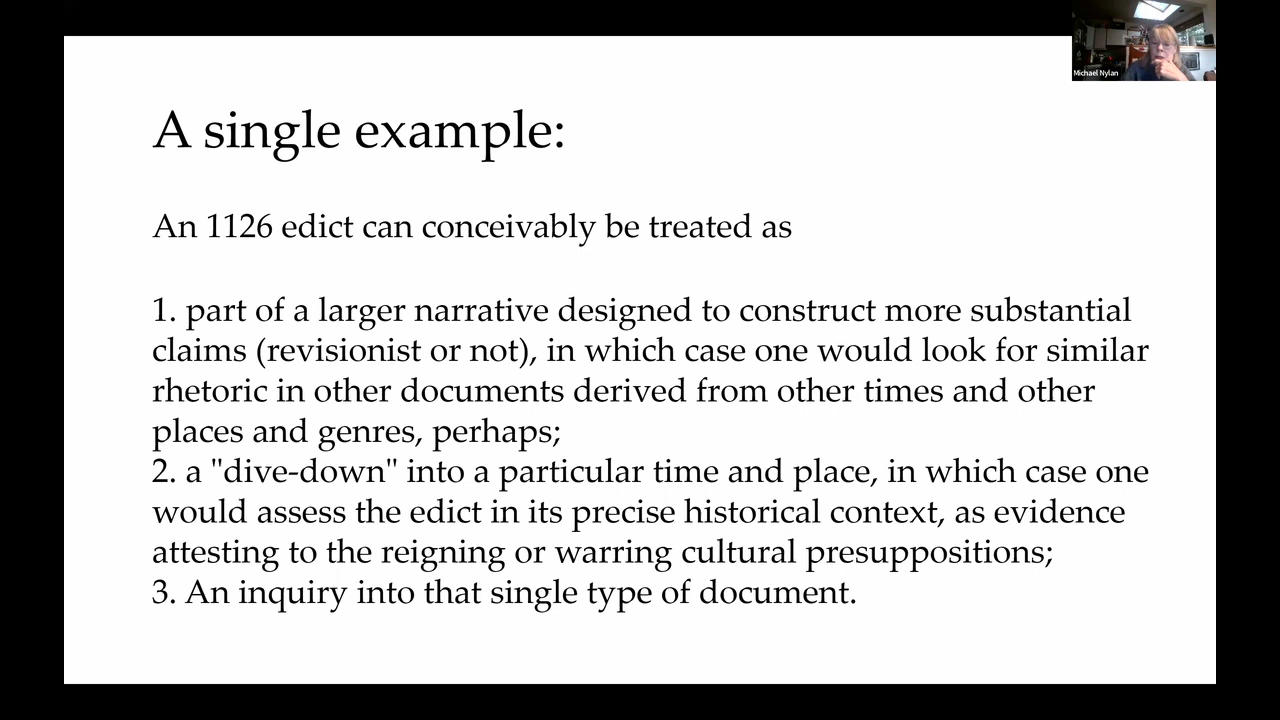 Michael Nylan
A single example:
An 1126 edict can conceivably be treated as
1. part of a larger narrative designed to construct more substantial
claims (revisionist or not), in which case one would look for similar
rhetoric in other documents derived from other times and other
places and genres, perhaps;
2. a "dive-down" into a particular time and place, in which case one
would assess the edict in its precise historical context, as evidence
attesting to the reigning or warring cultural presuppositions;
3. An inquiry into that single type of document.